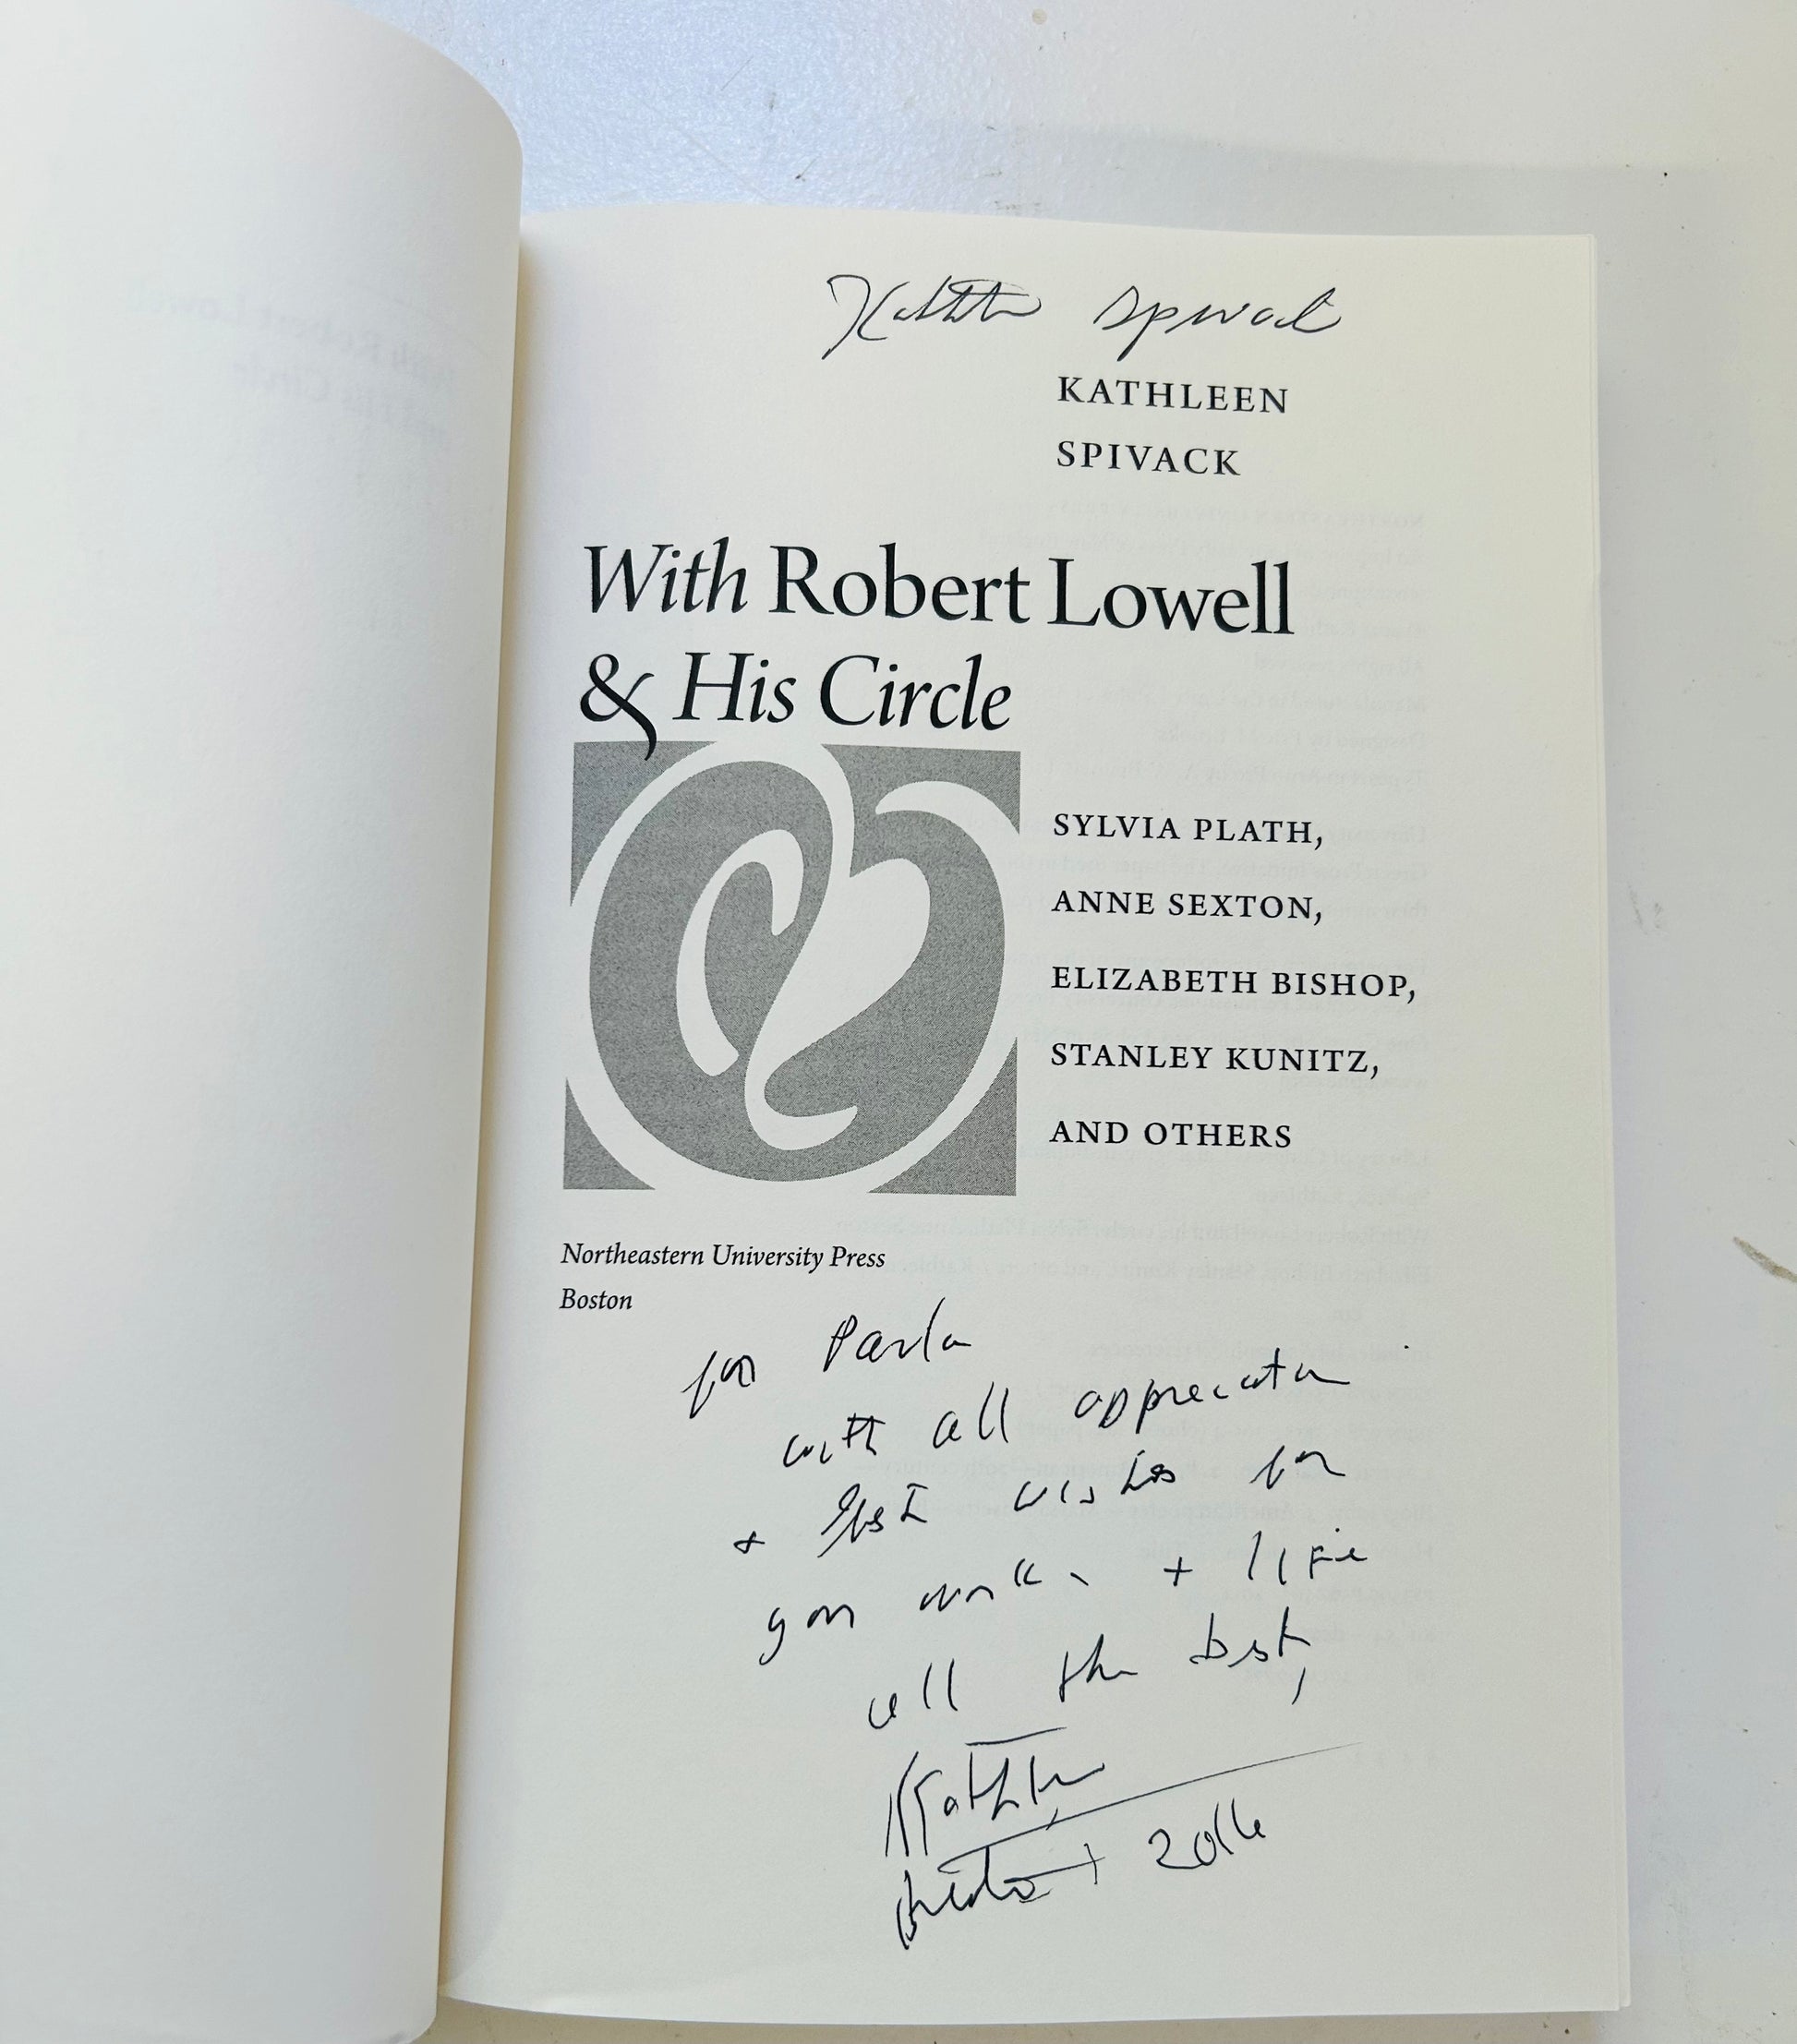 Kathleen Spivack
KATHLEEN
SPIVACK
With Robert Lowell
& His Circle
SYLVIA PLATH,
ANNE SEXTON,
ELIZABETH BISHOP,
STANLEY KUNITZ,
AND OTHERS
Northeastern University Press
Boston
for
with all appreciation
+ best wishes for
your work + life
all the best,
Kathleen
2016